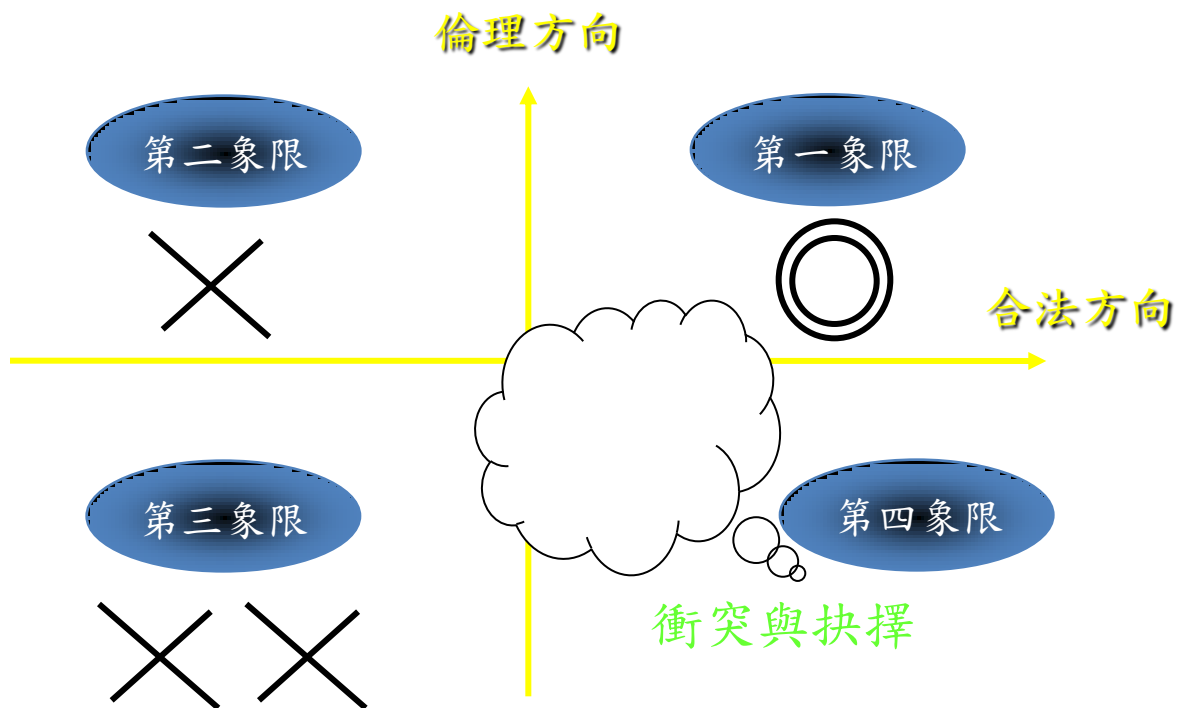 倫理方向
第二象限
第一象限
合法方向
第三象限
第四象限
衝突與抉擇